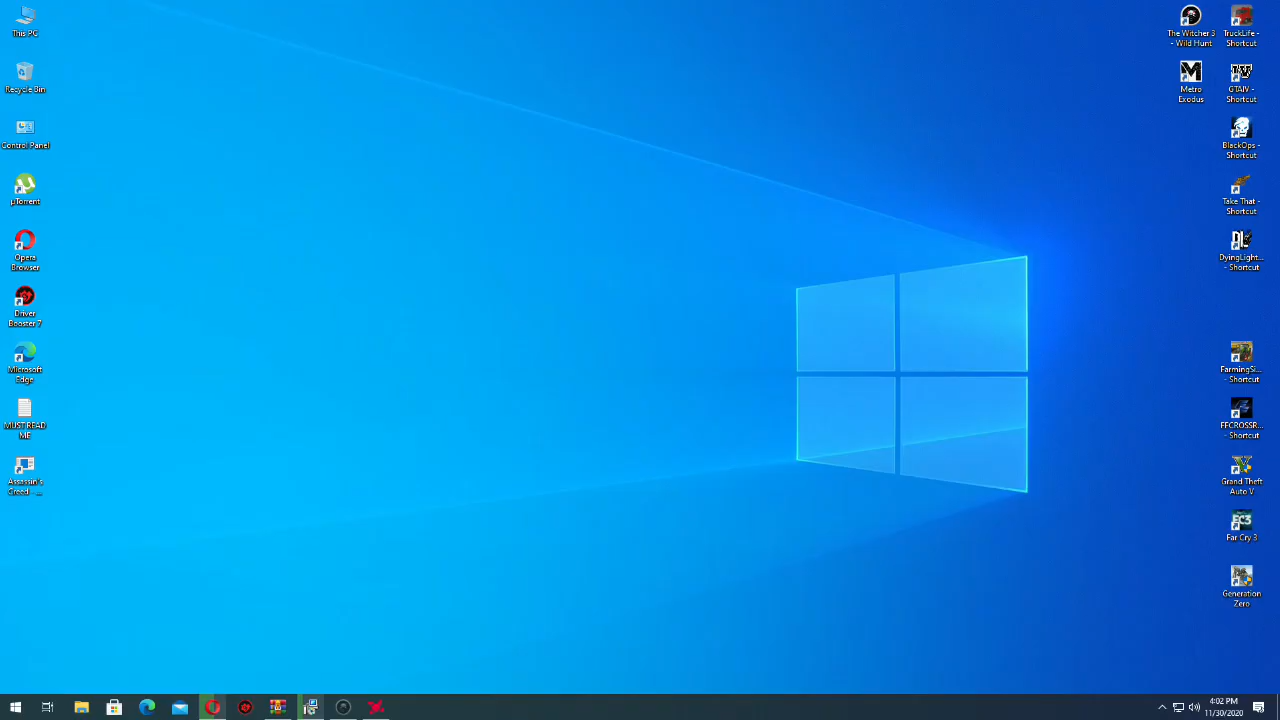 This PC
Recycle Bin
Control Panel
µTorrent
Opera
Browser
Driver
Booster 7
Microsoft
Edge
MUST READ
ME
Assassin's
Creed - ...
The Witcher 3
- Wild Hunt
Metro
Exodus
TruckLife -
Shortcut
GTAIV -
Shortcut
BlackOps -
Shortcut
Take That -
Shortcut
DyingLight...
- Shortcut
FarmingSi...
- Shortcut
FFCROSSR...
- Shortcut
Grand Theft
Auto V
Far Cry 3
Generation
Zero
4:02 PM
11/30/2020